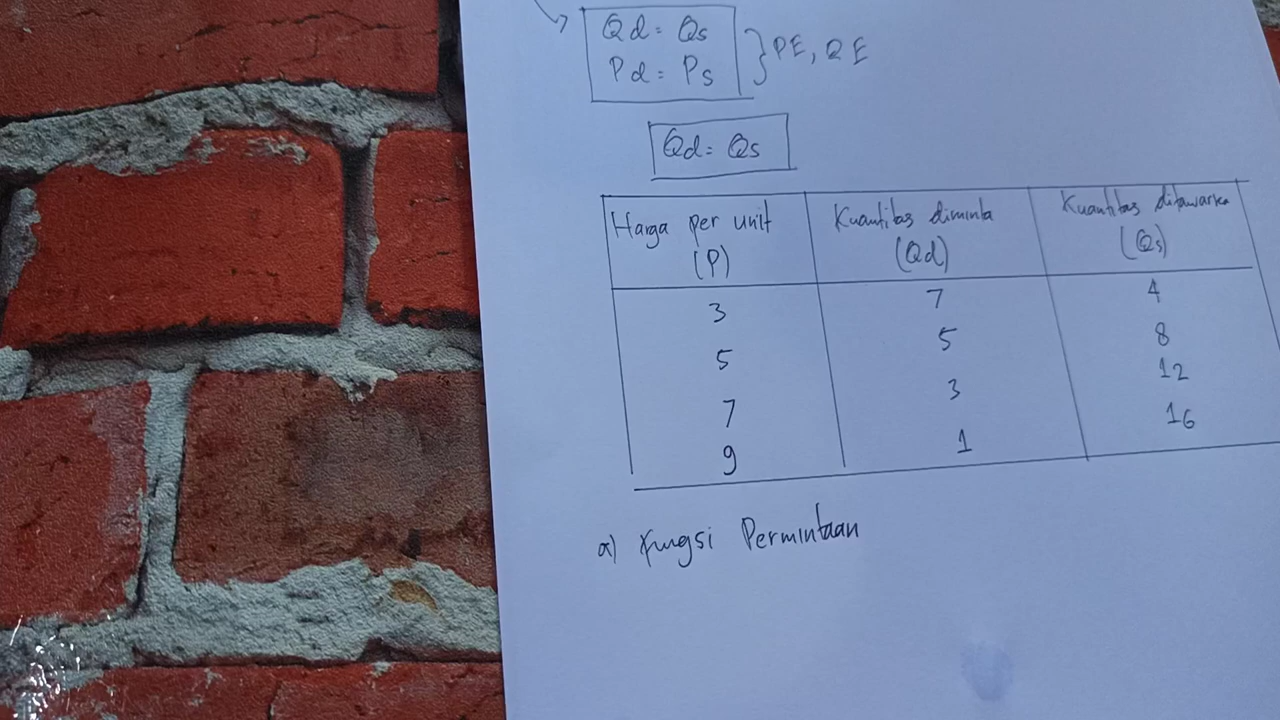 Qd = Qs
Pd = Ps
} PE, QE
Qd = Qs
Harga per unit (P) Kuantitas diminta (Qd) Kuantitas ditawarka (Qs)
3 7 4
5 5 8
7 3 12
9 1 16
a) Fungsi Permintaan